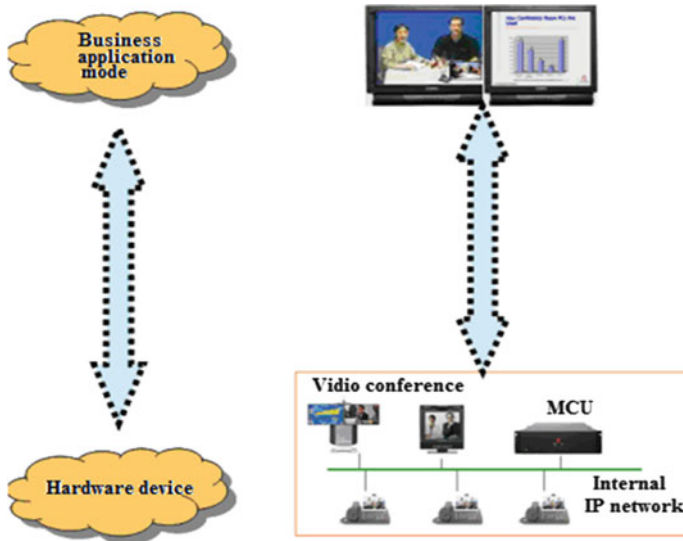 Business
application
mode
Hardware device
Vidio conference
MCU
Internal
IP network